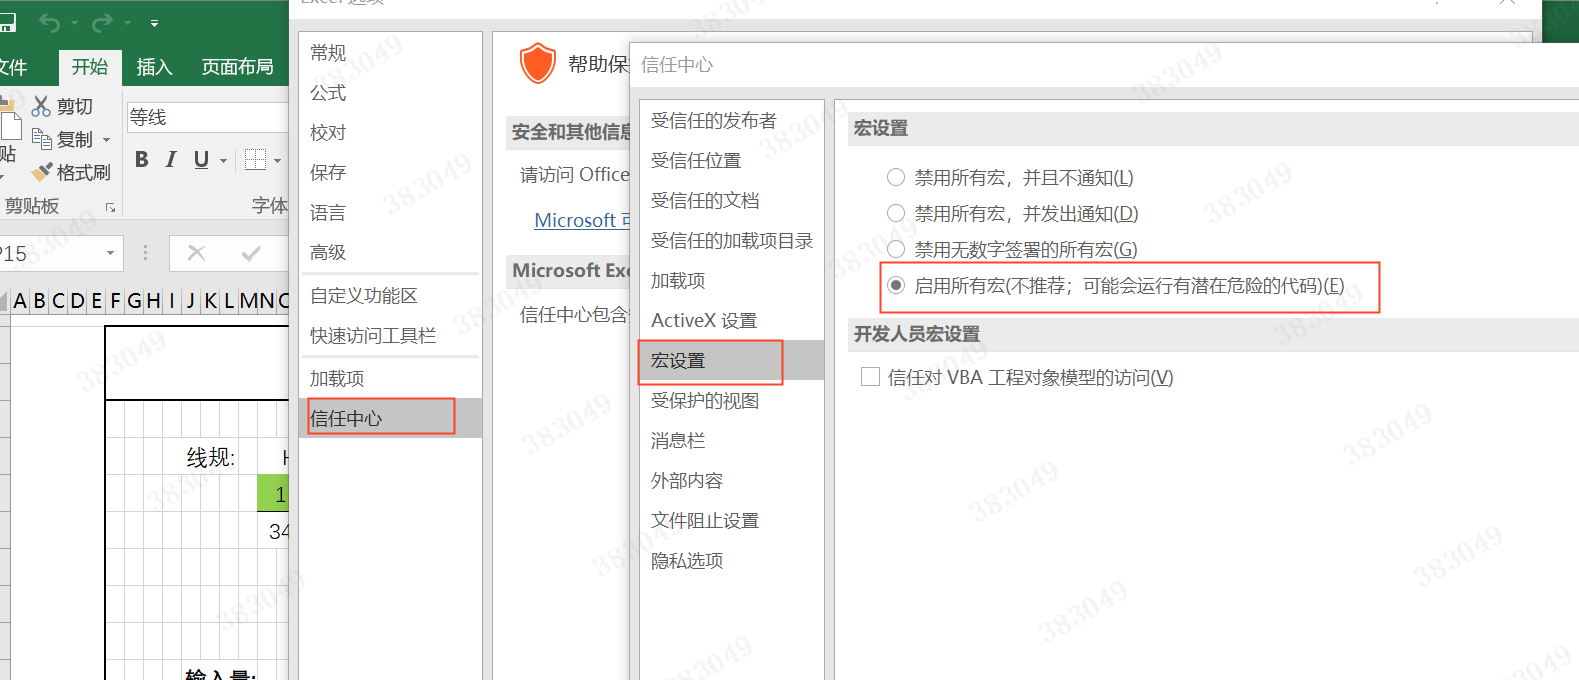 文件
开始
插入
页面布局
剪切
复制
格式刷
贴
剪贴板
等线
B I U
字体
P15
A B C D E F G H I J K L M N
线规:
1
34
输入量:
Excel 选项
常规
公式
校对
保存
语言
高级
自定义功能区
快速访问工具栏
加载项
信任中心
帮助保
安全和其他信息
请访问 Office
Microsoft 可
Microsoft Exc
信任中心包含
信任中心
受信任的发布者
受信任位置
受信任的文档
受信任的加载项目录
加载项
ActiveX 设置
宏设置
受保护的视图
消息栏
外部内容
文件阻止设置
隐私选项
宏设置
禁用所有宏，并且不通知(L)
禁用所有宏，并发出通知(D)
禁用无数字签署的所有宏(G)
启用所有宏(不推荐；可能会运行有潜在危险的代码)(E)
开发人员宏设置
信任对 VBA 工程对象模型的访问(V)
383049